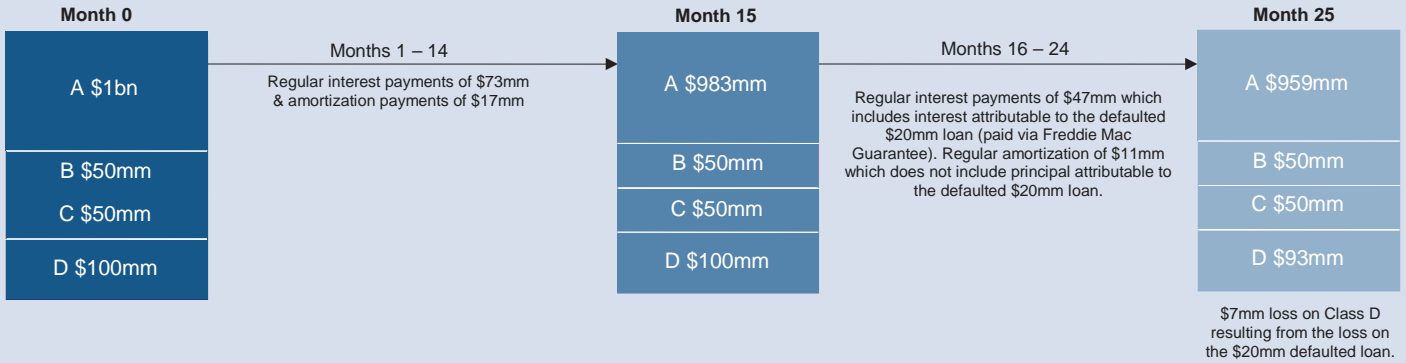 Month 0
A $1bn
B $50mm
C $50mm
D $100mm
Months 1 – 14
Regular interest payments of $73mm
& amortization payments of $17mm
Month 15
A $983mm
B $50mm
C $50mm
D $100mm
Months 16 – 24
Regular interest payments of $47mm which
includes interest attributable to the defaulted
$20mm loan (paid via Freddie Mac
Guarantee). Regular amortization of $11mm
which does not include principal attributable to
the defaulted $20mm loan.
Month 25
A $959mm
B $50mm
C $50mm
D $93mm
$7mm loss on Class D
resulting from the loss on
the $20mm defaulted loan.